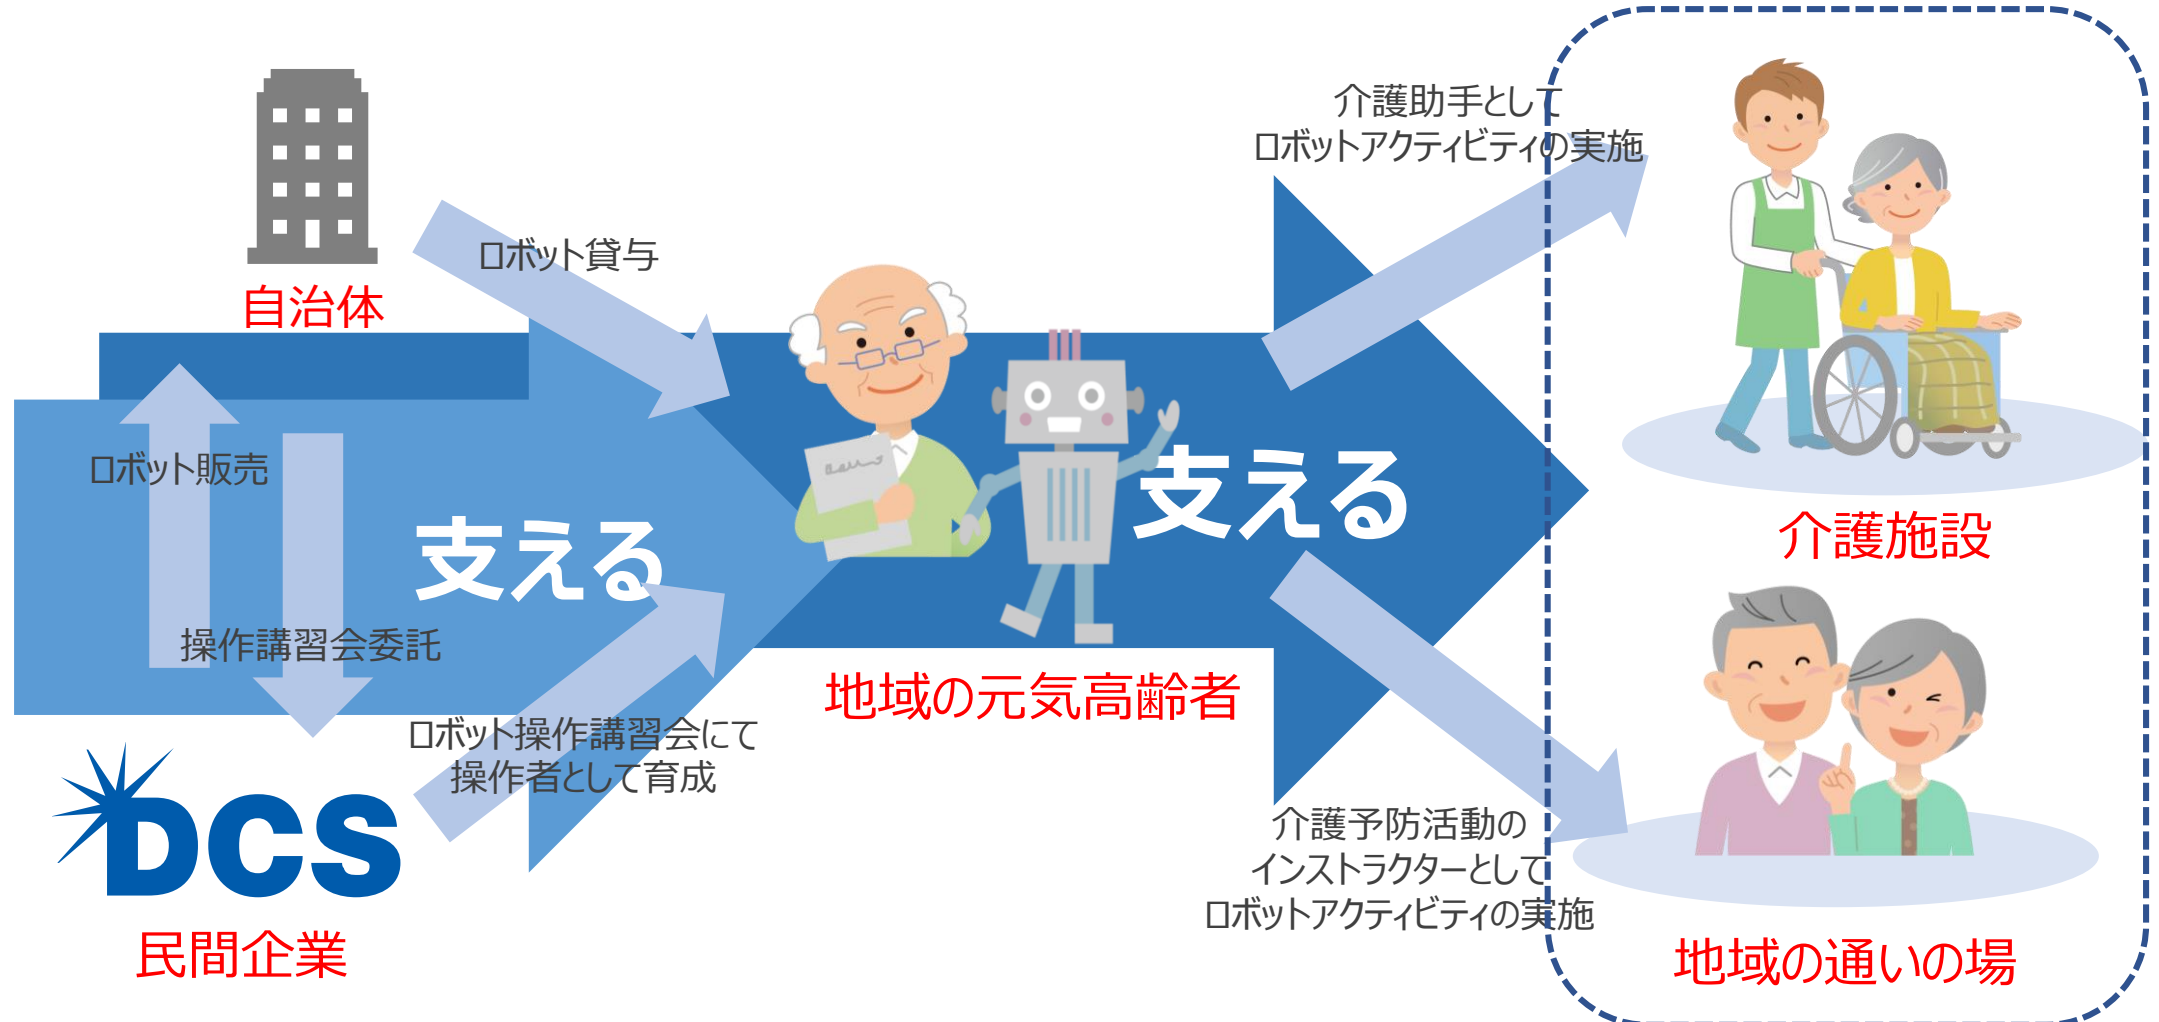 自治体
ロボット貸与
ロボット販売
操作講習会委託
支える
DCS
民間企業
ロボット操作講習会にて
操作者として育成
地域の元気高齢者
支える
介護助手として
ロボットアクティビティの実施
介護施設
介護予防活動の
インストラクターとして
ロボットアクティビティの実施
地域の通いの場